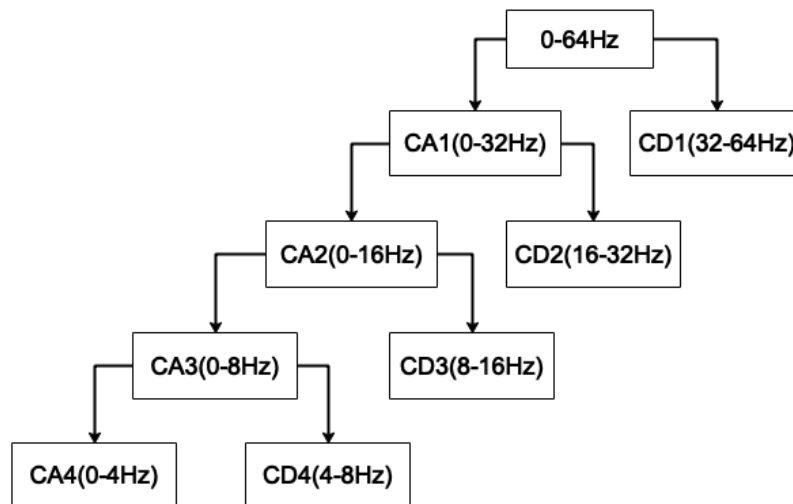 0-64Hz
CA1(0-32Hz)
CD1(32-64Hz)
CA2(0-16Hz)
CD2(16-32Hz)
CA3(0-8Hz)
CD3(8-16Hz)
CA4(0-4Hz)
CD4(4-8Hz)